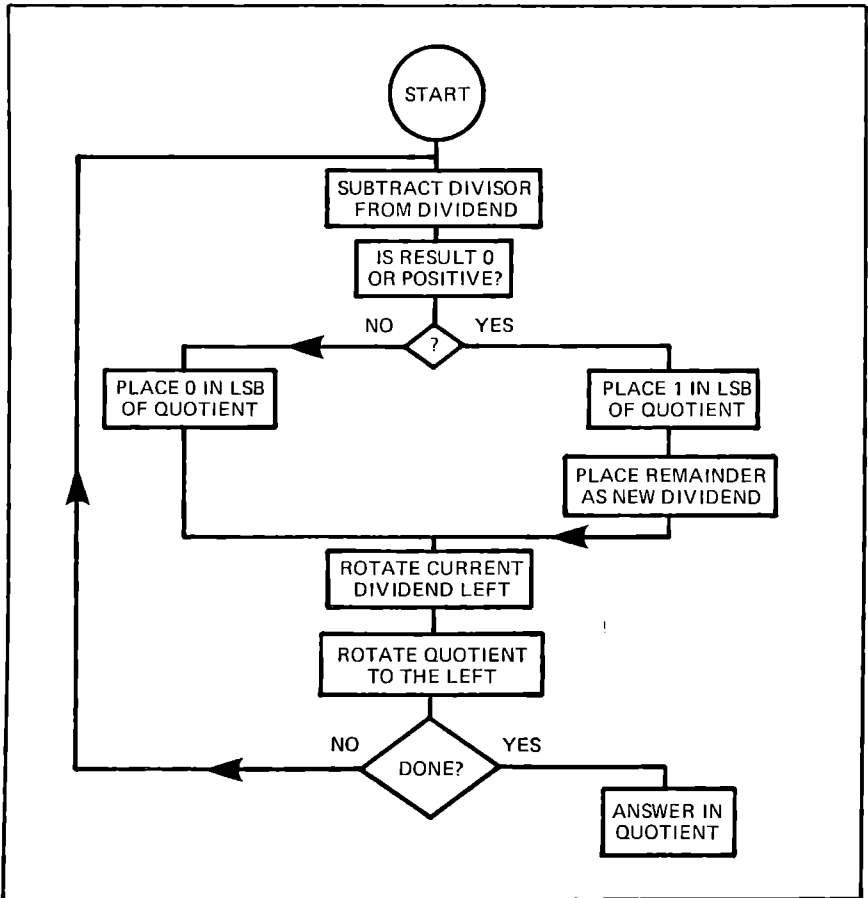 START
SUBTRACT DIVISOR
FROM DIVIDEND
IS RESULT 0
OR POSITIVE?
NO
YES
?
PLACE 0 IN LSB
OF QUOTIENT
PLACE 1 IN LSB
OF QUOTIENT
PLACE REMAINDER
AS NEW DIVIDEND
ROTATE CURRENT
DIVIDEND LEFT
ROTATE QUOTIENT
TO THE LEFT
NO
YES
DONE?
ANSWER IN
QUOTIENT